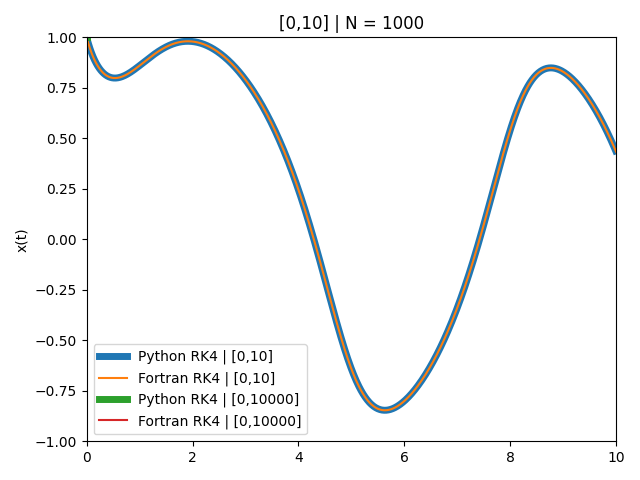 [0,10] | N = 1000
1.00
0.75
0.50
0.25
0.00
−0.25
−0.50
−0.75
−1.00
x(t)
Python RK4 | [0,10]
Fortran RK4 | [0,10]
Python RK4 | [0,10000]
Fortran RK4 | [0,10000]
0 2 4 6 8 10